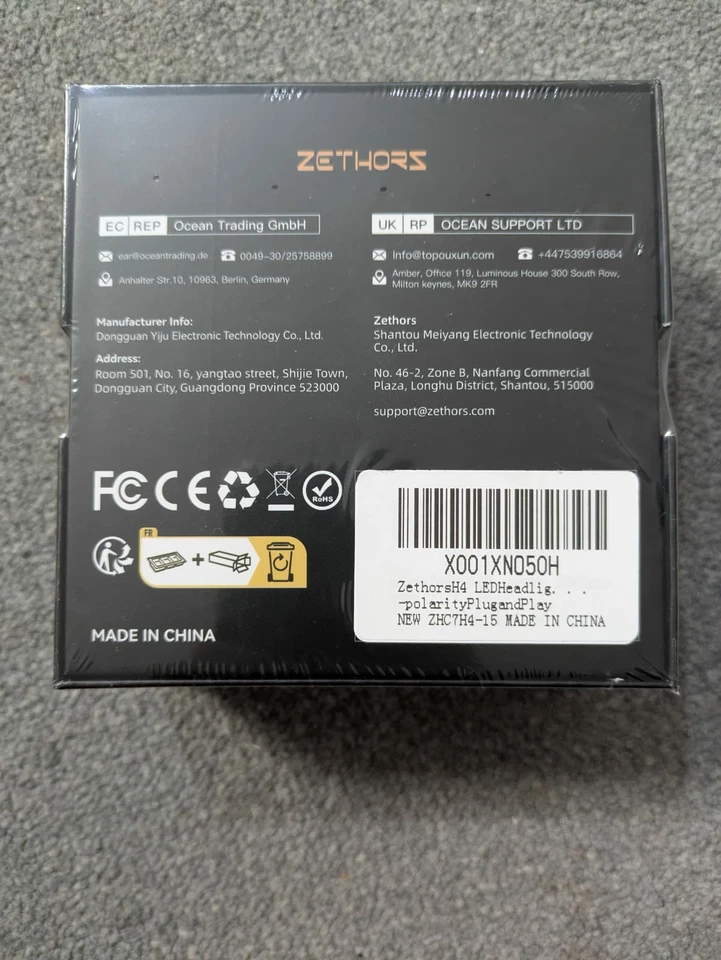 ZETHORS
EC REP Ocean Trading GmbH
ear@oceantrading.de 0049-30/25758899
Anhalter Str.10, 10963, Berlin, Germany
UK RP OCEAN SUPPORT LTD
Info@topouxun.com +447539916864
Amber, Office 119, Luminous House 300 South Row,
Milton keynes, MK9 2FR
Manufacturer Info:
Dongguan Yiju Electronic Technology Co., Ltd.
Address:
Room 501, No. 16, yangtao street, Shijie Town,
Dongguan City, Guangdong Province 523000
Zethors
Shantou Meiyang Electronic Technology
Co., Ltd.
No. 46-2, Zone B, Nanfang Commercial
Plaza, Longhu District, Shantou, 515000
support@zethors.com
FC CE
RoHS
FR
+
MADE IN CHINA
X001XNO50H
ZethorsH4 LEDHeadlig. . .
-polarityPlugandPlay
NEW ZHC7H4-15 MADE IN CHINA